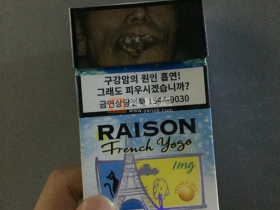 구강암의 원인 흡연!
그래도 피우시겠습니까?
금연상담전화 1544-9030
RAISON
French Yogo
1mg